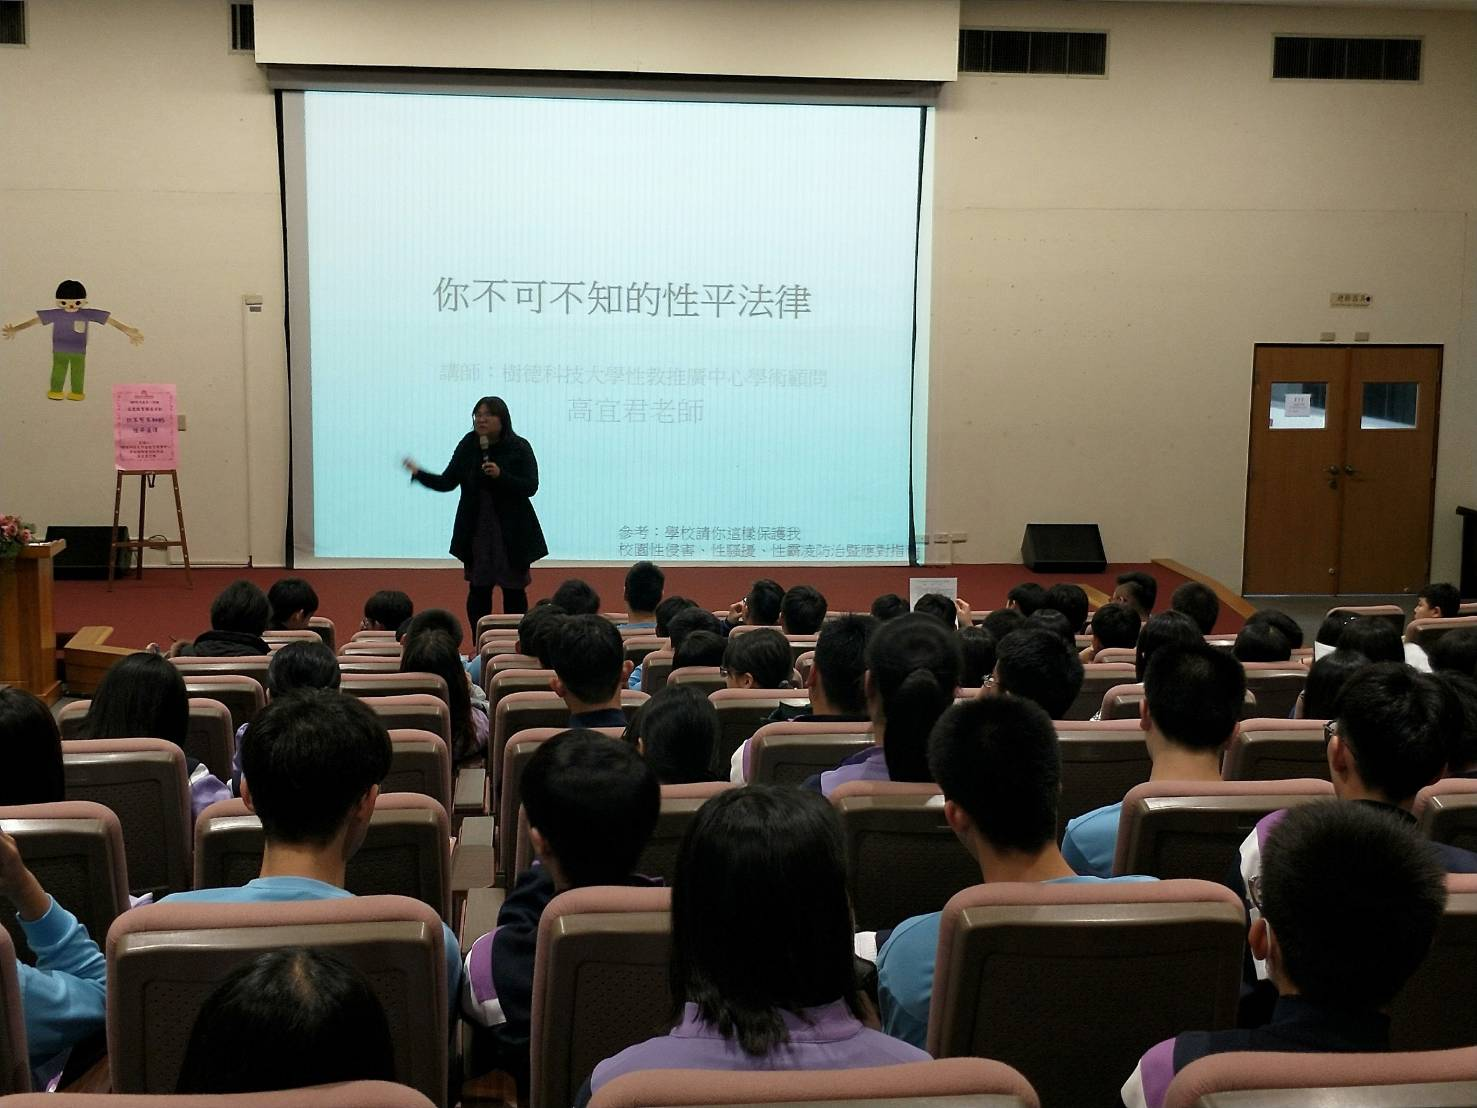 你不可不知的性平法律
講師：樹德科技大學性教推廣中心學術顧問
高宜君老師
參考：學校請你這樣保護我
校園性侵害、性騷擾、性霸凌防治暨應對指